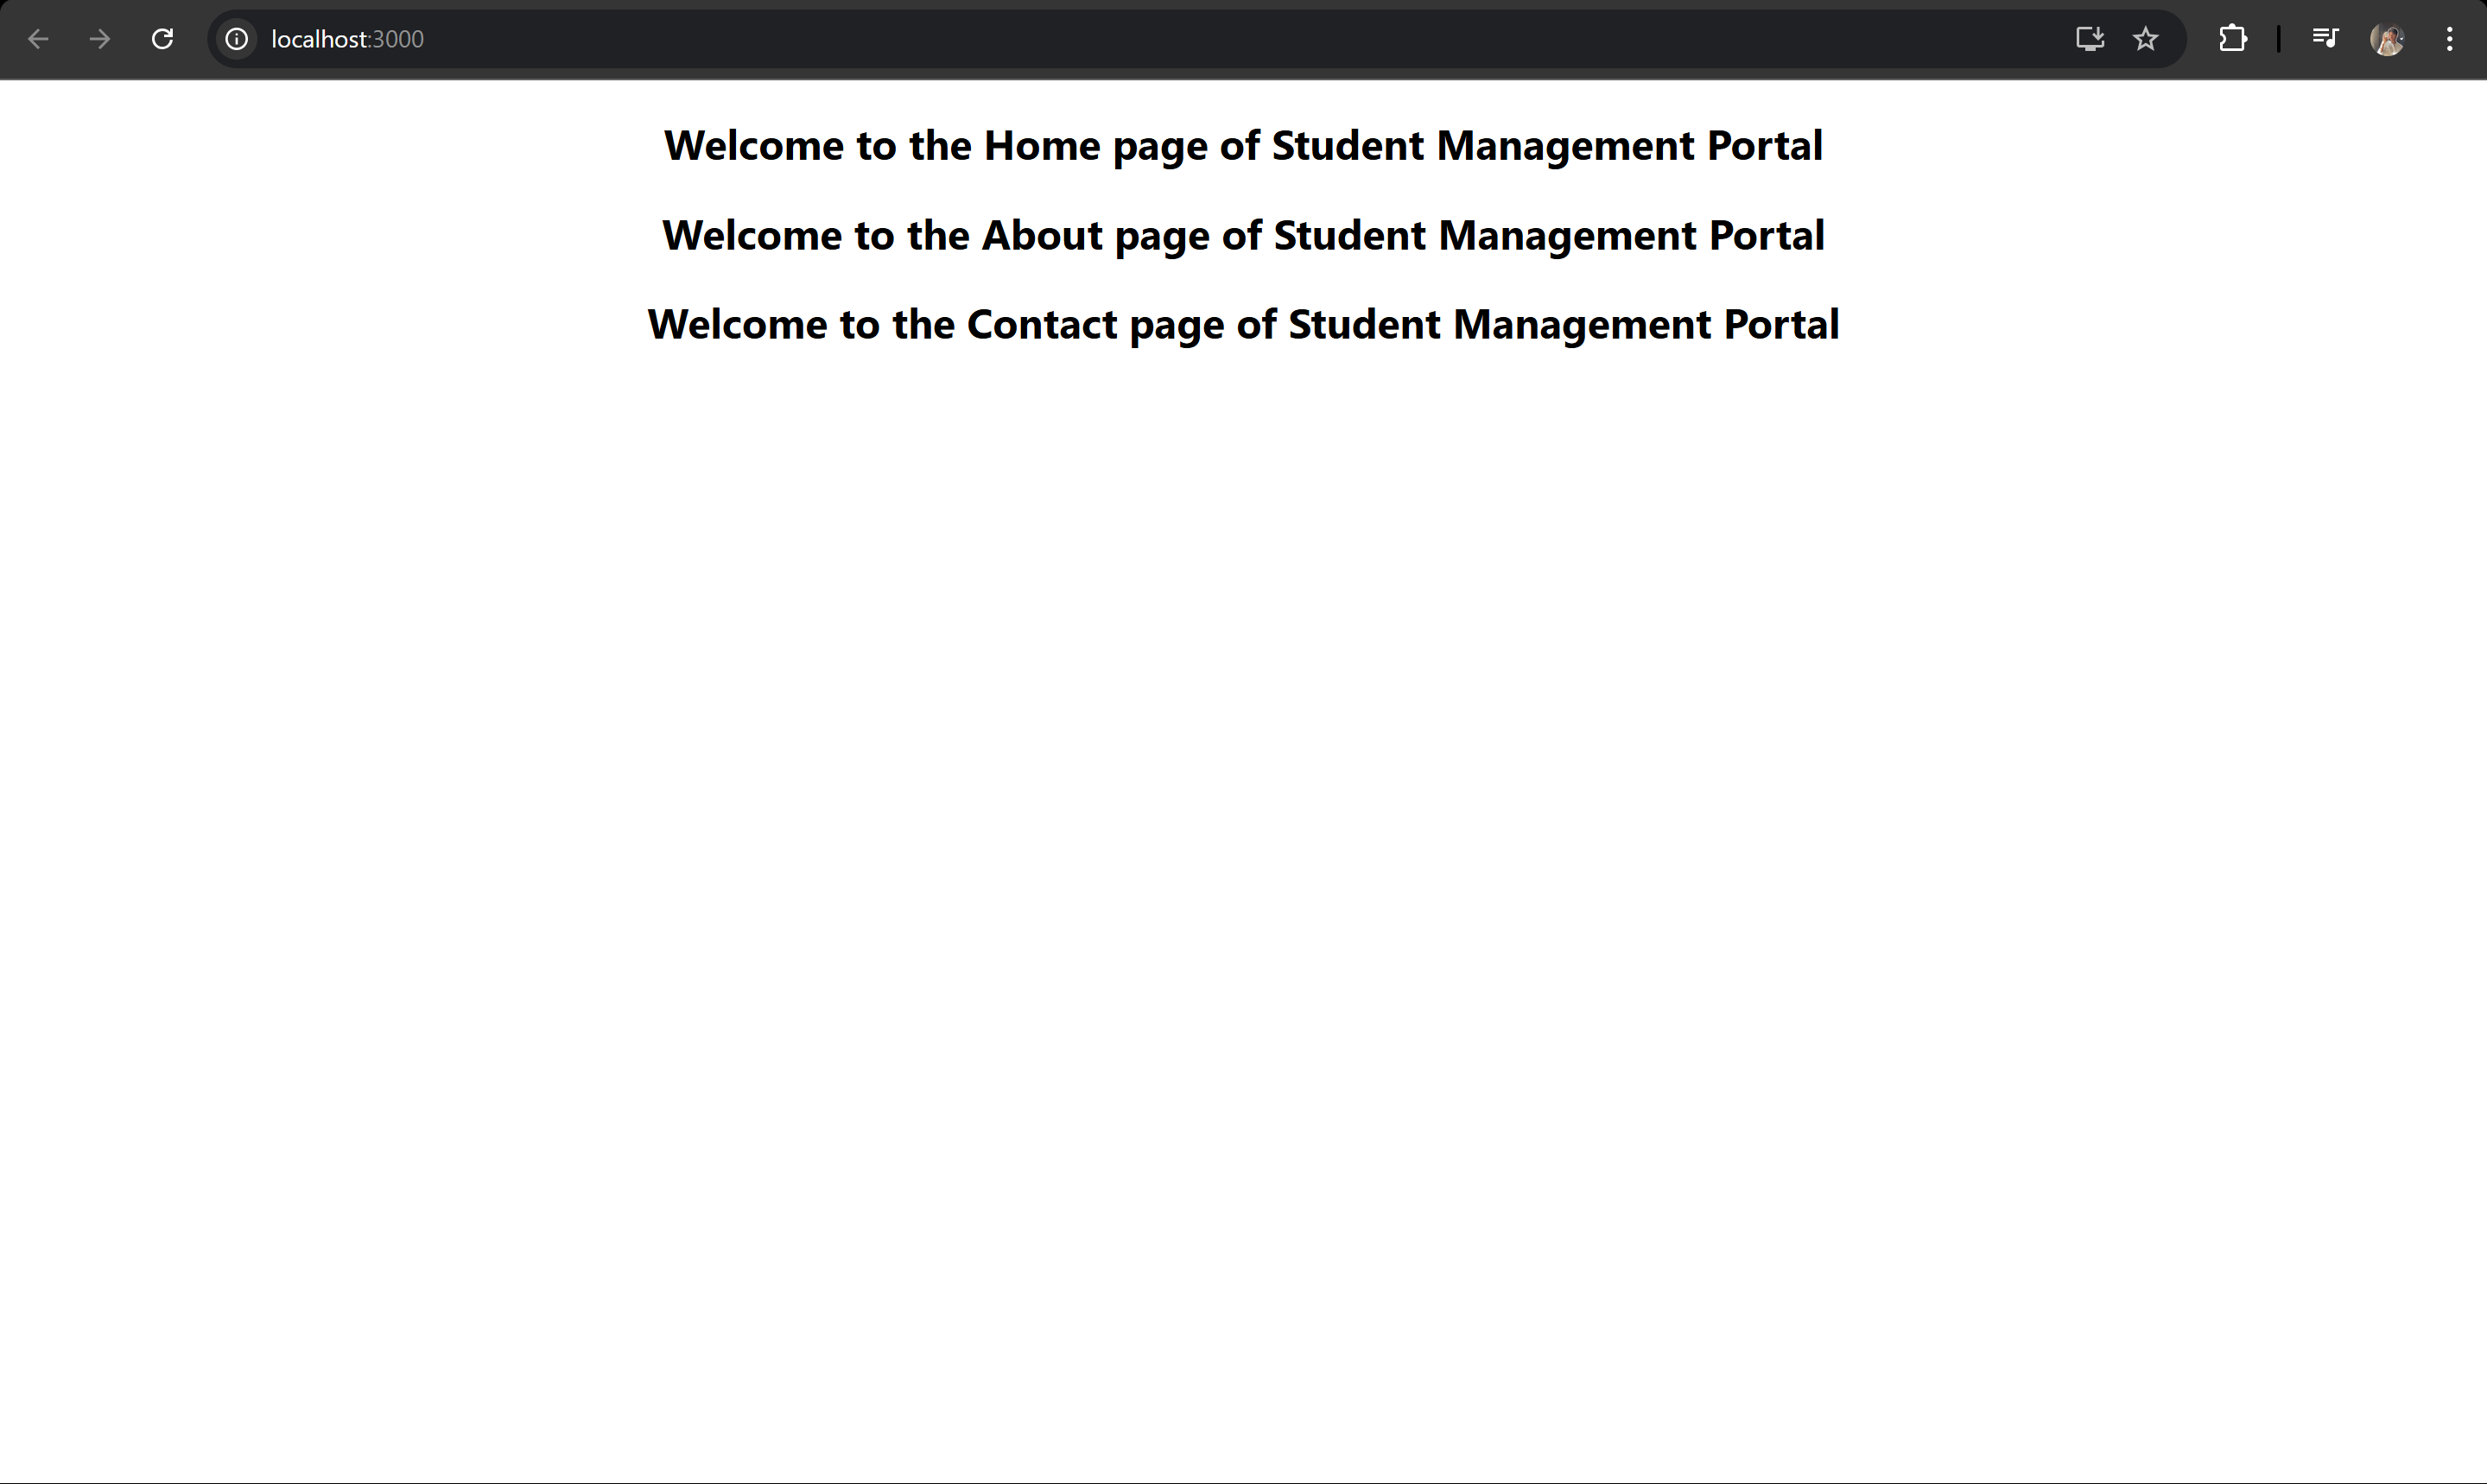 localhost:3000
Welcome to the Home page of Student Management Portal
Welcome to the About page of Student Management Portal
Welcome to the Contact page of Student Management Portal